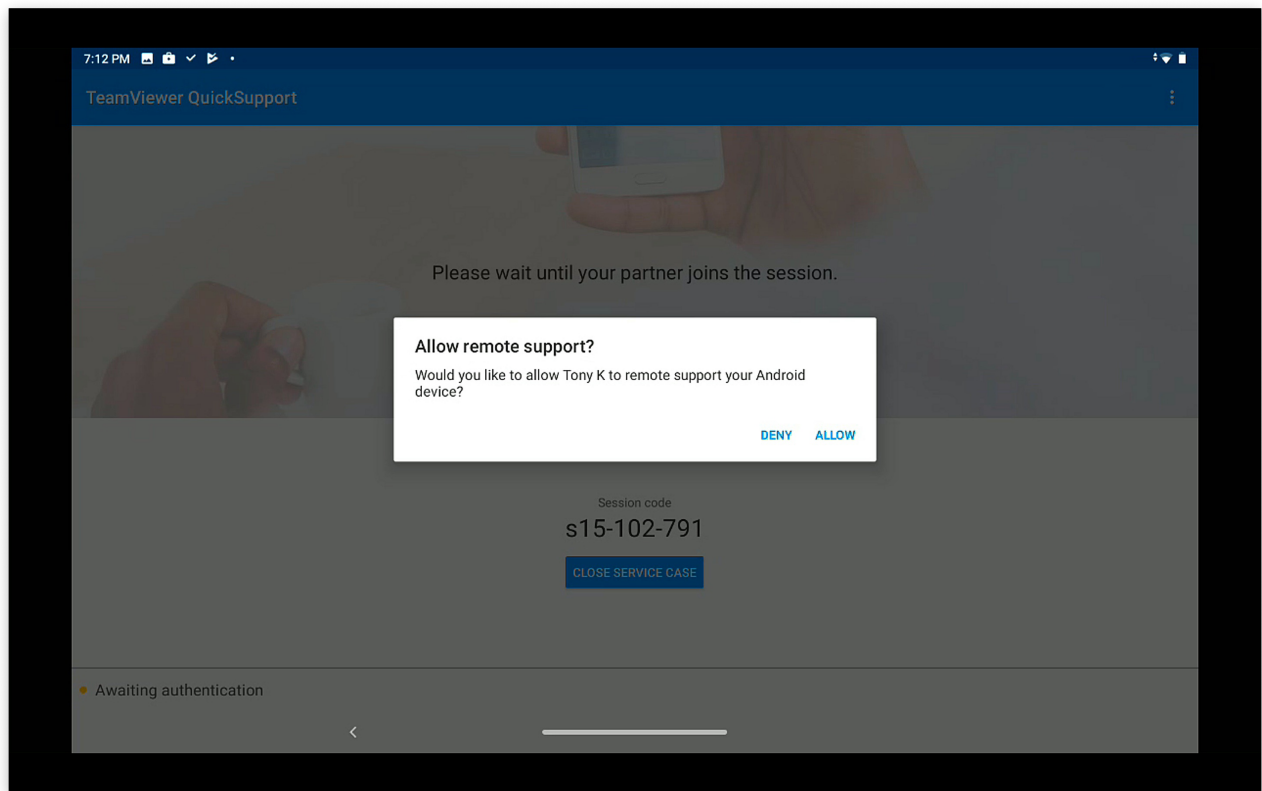 7:12 PM
TeamViewer QuickSupport
Please wait until your partner joins the session.
Allow remote support?
Would you like to allow Tony K to remote support your Android
device?
DENY ALLOW
Session code
s15-102-791
CLOSE SERVICE CASE
Awaiting authentication